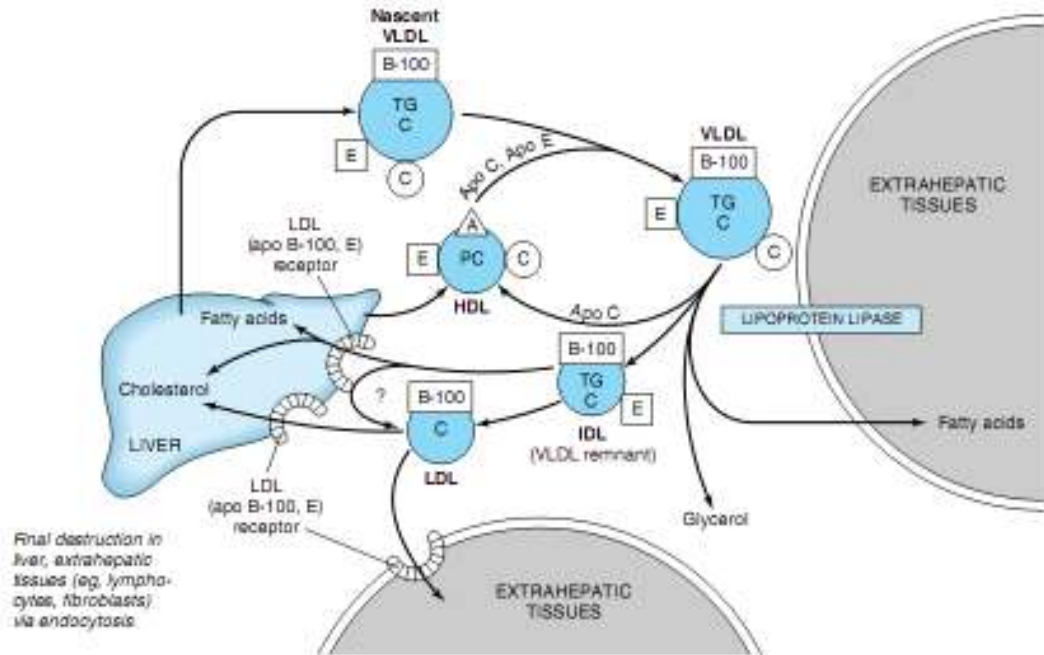 Nascent
VLDL
B-100
TG
C
E
C
Apo C, Apo E
VLDL
B-100
TG
C
E
C
EXTRAHEPATIC
TISSUES
LDL
(apo B-100, E)
receptor
A
E
PC
C
HDL
Apo C
LIPOPROTEIN LIPASE
Fatty acids
B-100
TG
C
E
IDL
(VLDL remnant)
Cholesterol
?
B-100
C
LDL
LIVER
Fatty acids
LDL
(apo B-100, E)
receptor
Glycerol
Final destruction in
liver, extrahepatic
tissues (eg, lympho-
cytes, fibroblasts)
via endocytosis
EXTRAHEPATIC
TISSUES